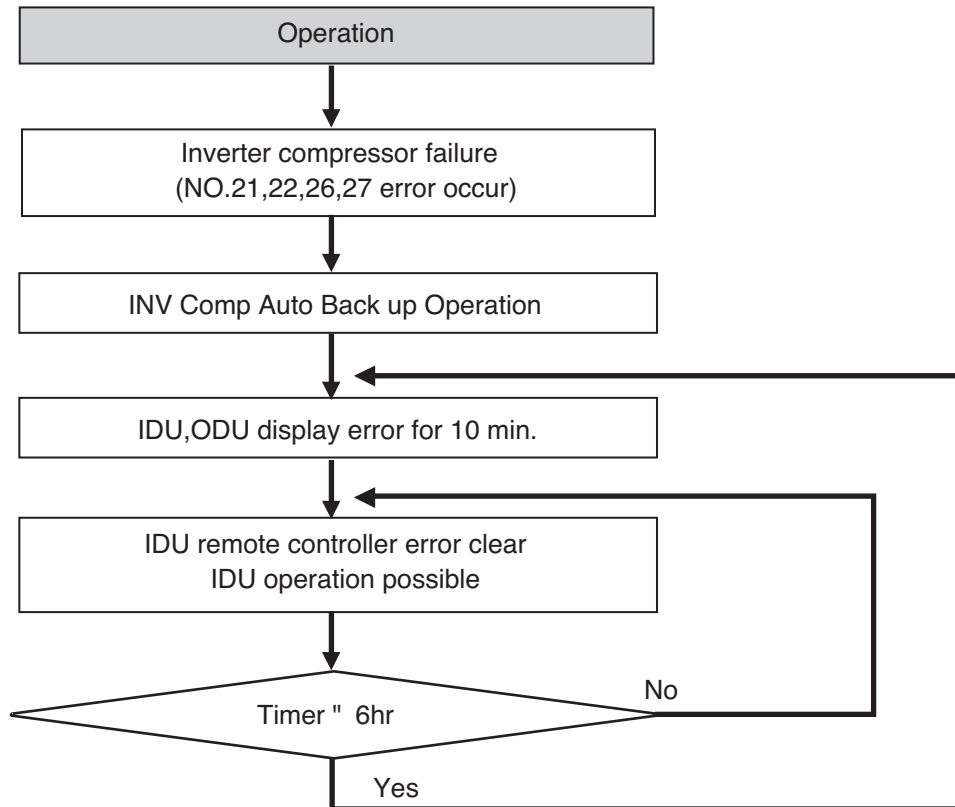 Operation
Inverter compressor failure
(NO.21,22,26,27 error occur)
INV Comp Auto Back up Operation
IDU,ODU display error for 10 min.
IDU remote controller error clear
IDU operation possible
Timer " 6hr
No
Yes